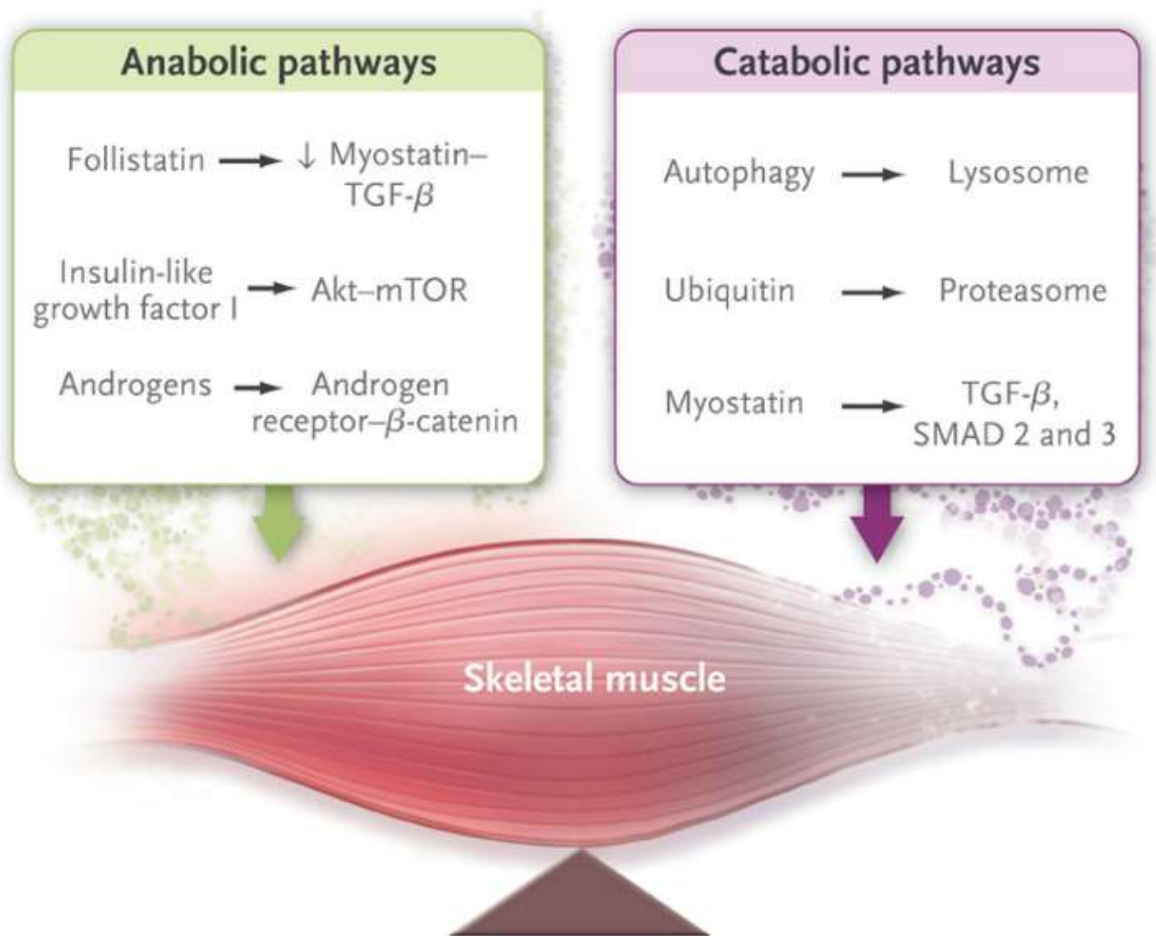 Anabolic pathways
Follistatin → ↓ Myostatin–
TGF-β
Insulin-like
growth factor I → Akt–mTOR
Androgens → Androgen
receptor–β-catenin
Catabolic pathways
Autophagy → Lysosome
Ubiquitin → Proteasome
Myostatin → TGF-β,
SMAD 2 and 3
Skeletal muscle